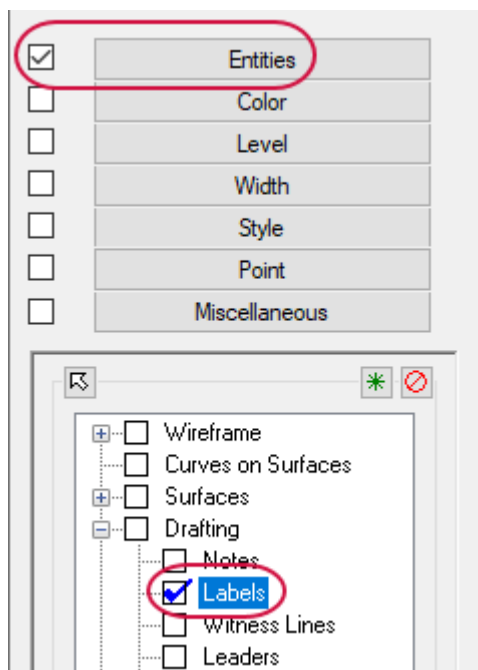 Entities
Color
Level
Width
Style
Point
Miscellaneous
Wireframe
Curves on Surfaces
Surfaces
Drafting
Notes
Labels
Witness Lines
Leaders